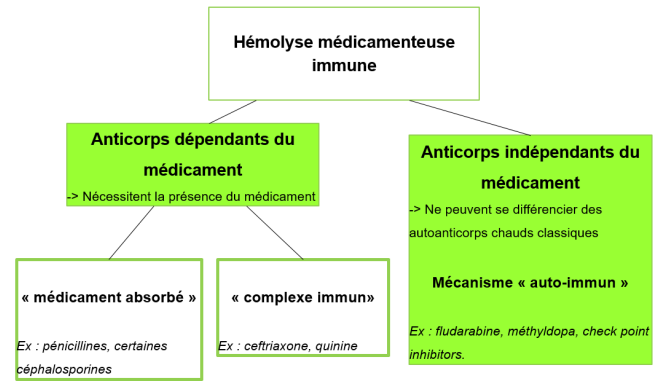 Hémolyse médicamenteuse
immune
Anticorps dépendants du
médicament
-> Nécessitent la présence du médicament
Anticorps indépendants du
médicament
-> Ne peuvent se différencier des
autoanticorps chauds classiques
Mécanisme « auto-immun »
Ex : fludarabine, méthyldopa, check point
inhibitors.
« médicament absorbé »
Ex : pénicillines, certaines
céphalosporines
« complexe immun»
Ex : ceftriaxone, quinine